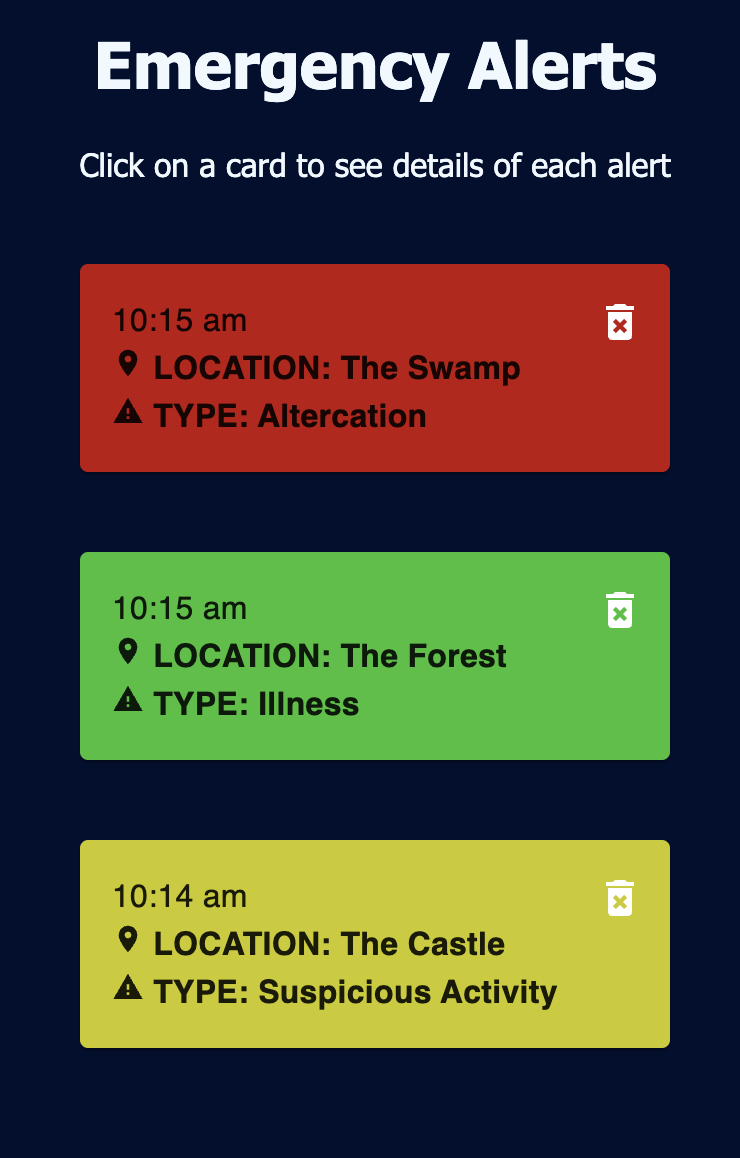 Emergency Alerts
Click on a card to see details of each alert
10:15 am
LOCATION: The Swamp
TYPE: Altercation
10:15 am
LOCATION: The Forest
TYPE: Illness
10:14 am
LOCATION: The Castle
TYPE: Suspicious Activity